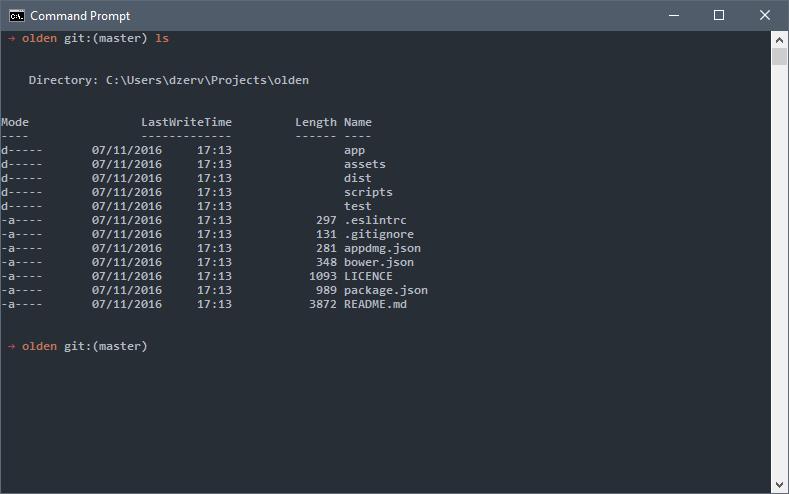 Command Prompt
→ olden git:(master) ls
Directory: C:\Users\dzerv\Projects\olden
Mode LastWriteTime Length Name
---- ------------- ------ ----
d----- 07/11/2016 17:13 app
d----- 07/11/2016 17:13 assets
d----- 07/11/2016 17:13 dist
d----- 07/11/2016 17:13 scripts
d----- 07/11/2016 17:13 test
-a---- 07/11/2016 17:13 297 .eslintrc
-a---- 07/11/2016 17:13 131 .gitignore
-a---- 07/11/2016 17:13 281 appdmg.json
-a---- 07/11/2016 17:13 348 bower.json
-a---- 07/11/2016 17:13 1093 LICENCE
-a---- 07/11/2016 17:13 989 package.json
-a---- 07/11/2016 17:13 3872 README.md
→ olden git:(master)